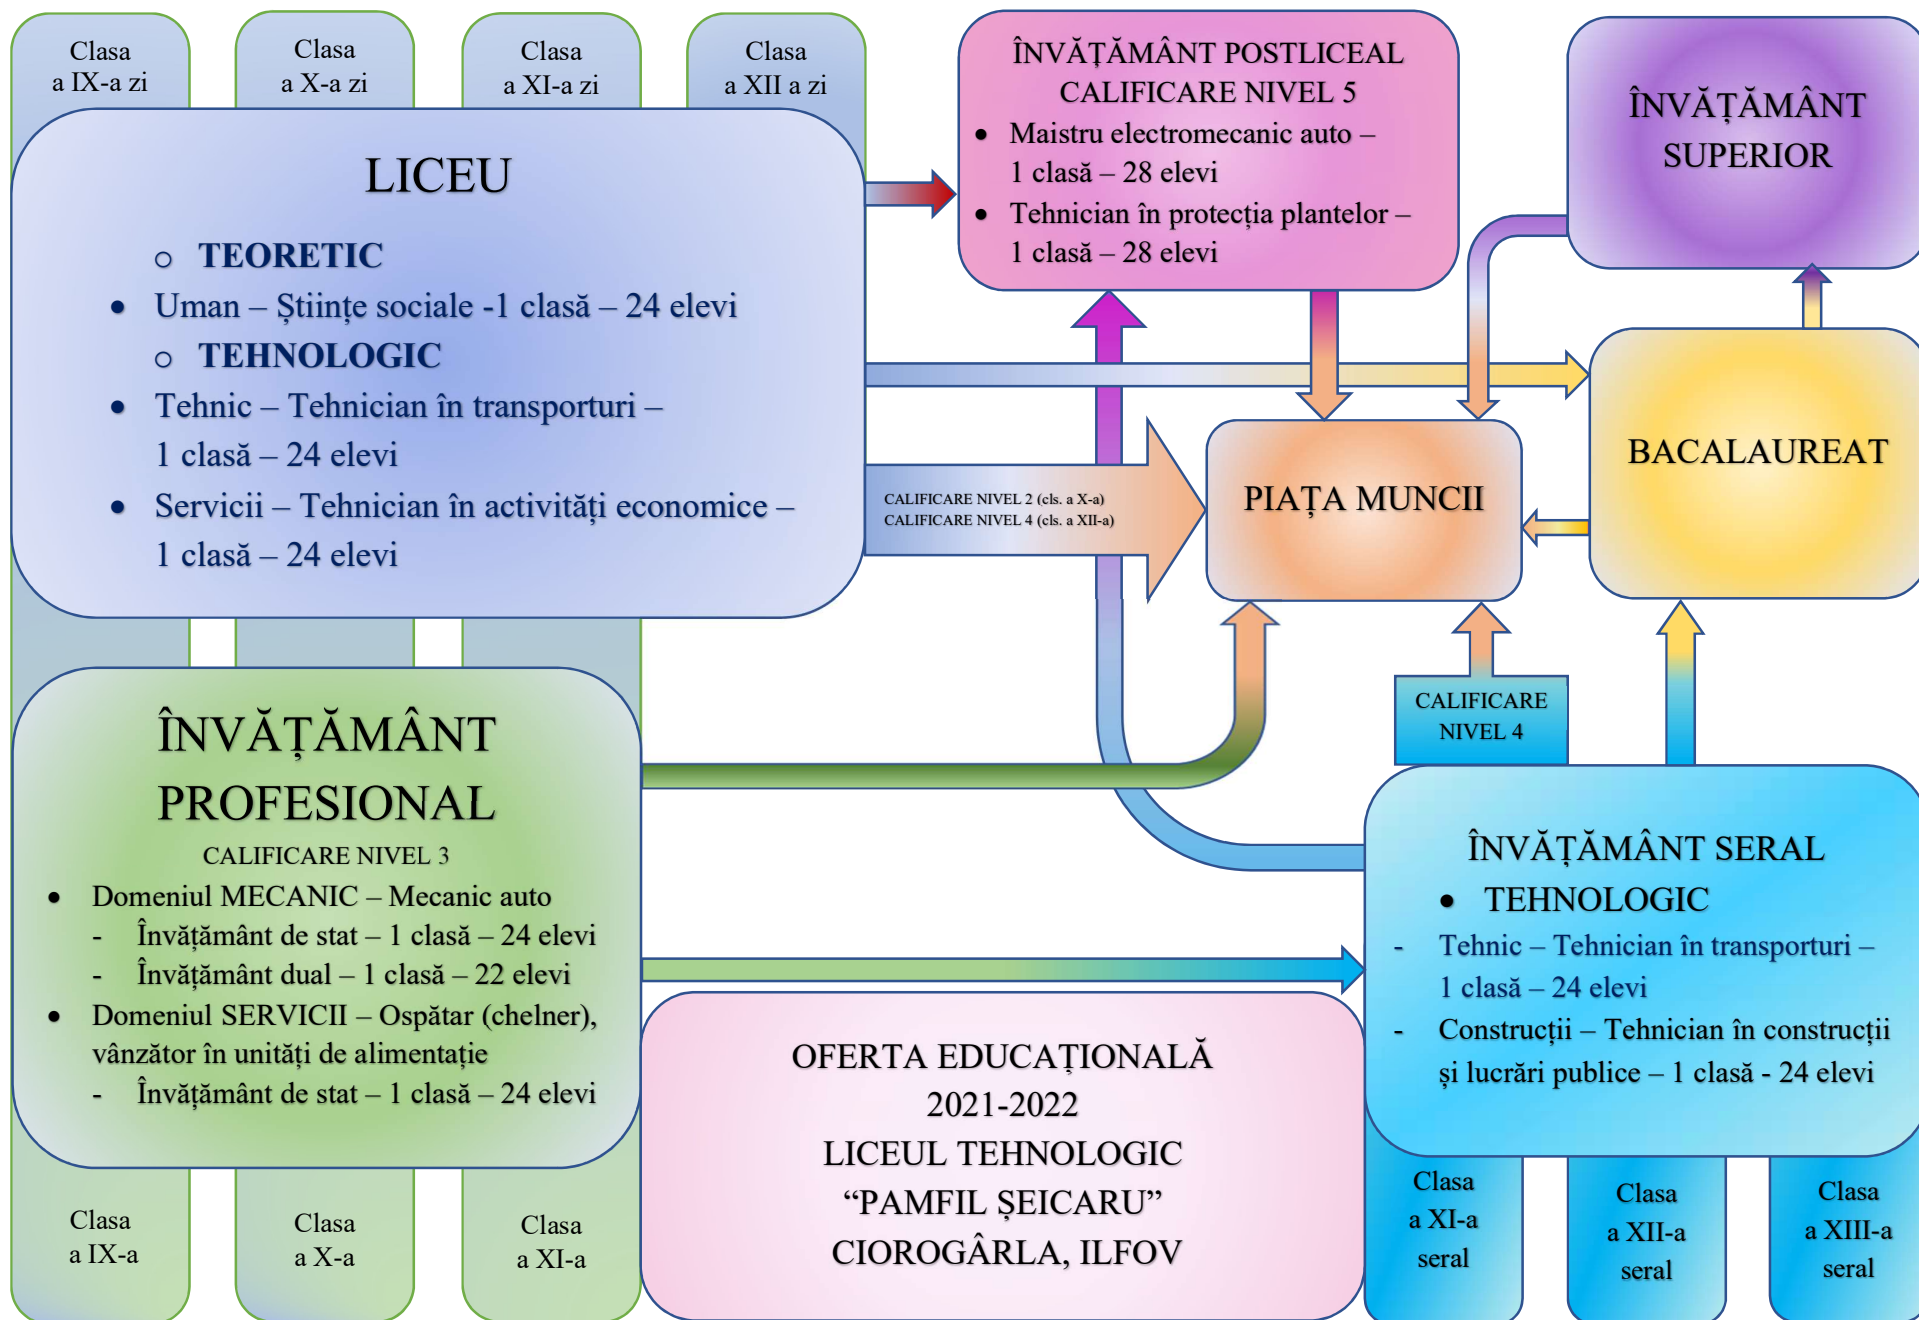 Clasa
a IX-a zi
Clasa
a X-a zi
Clasa
a XI-a zi
Clasa
a XII a zi
LICEU
o TEORETIC
• Uman – Științe sociale -1 clasă – 24 elevi
o TEHNOLOGIC
• Tehnic – Tehnician în transporturi –
1 clasă – 24 elevi
• Servicii – Tehnician în activități economice –
1 clasă – 24 elevi
ÎNVĂȚĂMÂNT POSTLICEAL
CALIFICARE NIVEL 5
• Maistru electromecanic auto –
1 clasă – 28 elevi
• Tehnician în protecția plantelor –
1 clasă – 28 elevi
ÎNVĂȚĂMÂNT
SUPERIOR
CALIFICARE NIVEL 2 (cls. a X-a)
CALIFICARE NIVEL 4 (cls. a XII-a)
PIAȚA MUNCII
BACALAUREAT
ÎNVĂȚĂMÂNT
PROFESIONAL
CALIFICARE NIVEL 3
• Domeniul MECANIC – Mecanic auto
- Învățământ de stat – 1 clasă – 24 elevi
- Învățământ dual – 1 clasă – 22 elevi
• Domeniul SERVICII – Ospătar (chelner),
vânzător în unități de alimentație
- Învățământ de stat – 1 clasă – 24 elevi
Clasa
a IX-a
Clasa
a X-a
Clasa
a XI-a
OFERTA EDUCAȚIONALĂ
2021-2022
LICEUL TEHNOLOGIC
“PAMFIL ȘEICARU”
CIOROGÂRLA, ILFOV
CALIFICARE
NIVEL 4
ÎNVĂȚĂMÂNT SERAL
• TEHNOLOGIC
- Tehnic – Tehnician în transporturi –
1 clasă – 24 elevi
- Construcții – Tehnician în construcții
și lucrări publice – 1 clasă - 24 elevi
Clasa
a XI-a
seral
Clasa
a XII-a
seral
Clasa
a XIII-a
seral